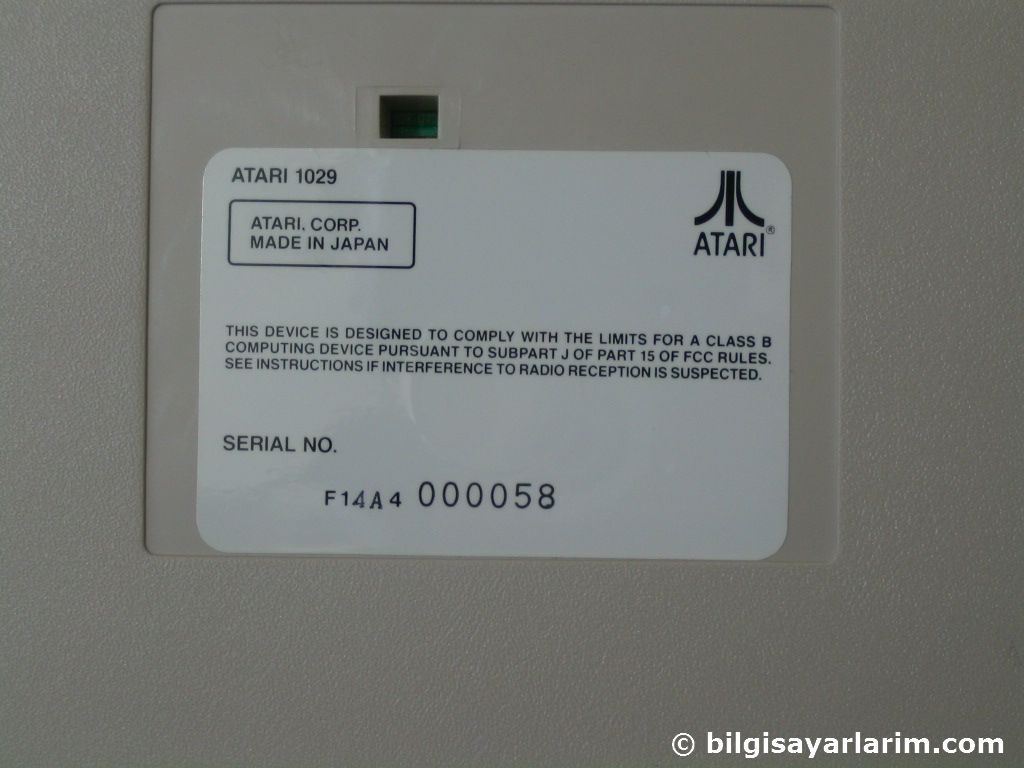 ATARI 1029
ATARI. CORP.
MADE IN JAPAN
ATARI®
THIS DEVICE IS DESIGNED TO COMPLY WITH THE LIMITS FOR A CLASS B
COMPUTING DEVICE PURSUANT TO SUBPART J OF PART 15 OF FCC RULES.
SEE INSTRUCTIONS IF INTERFERENCE TO RADIO RECEPTION IS SUSPECTED.
SERIAL NO.
F14A4 000058
© bilgisayarlarim.com